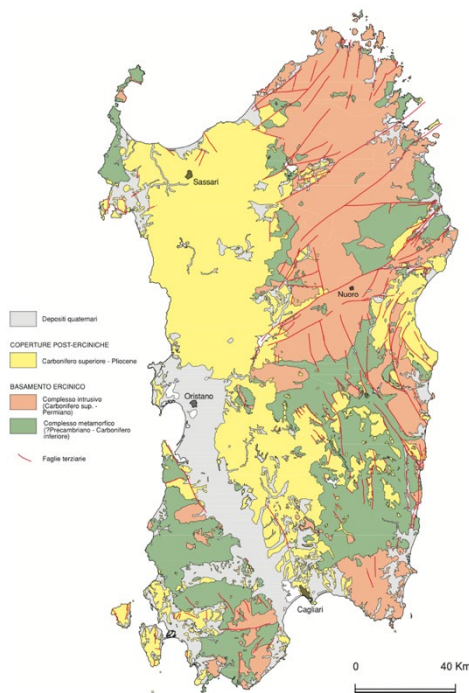 Sassari
Nuoro
Depositi quaternari
COPERTURE POST-ERCINICHE
Carbonifero superiore - Pliocene
BASAMENTO ERCINICO
Complesso intrusivo
(Carbonifero sup. -
Permiano)
Complesso metamorfico
(?Precambriano - Carbonifero
inferiore)
Faglie terziarie
Oristano
Cagliari
0 40 Km